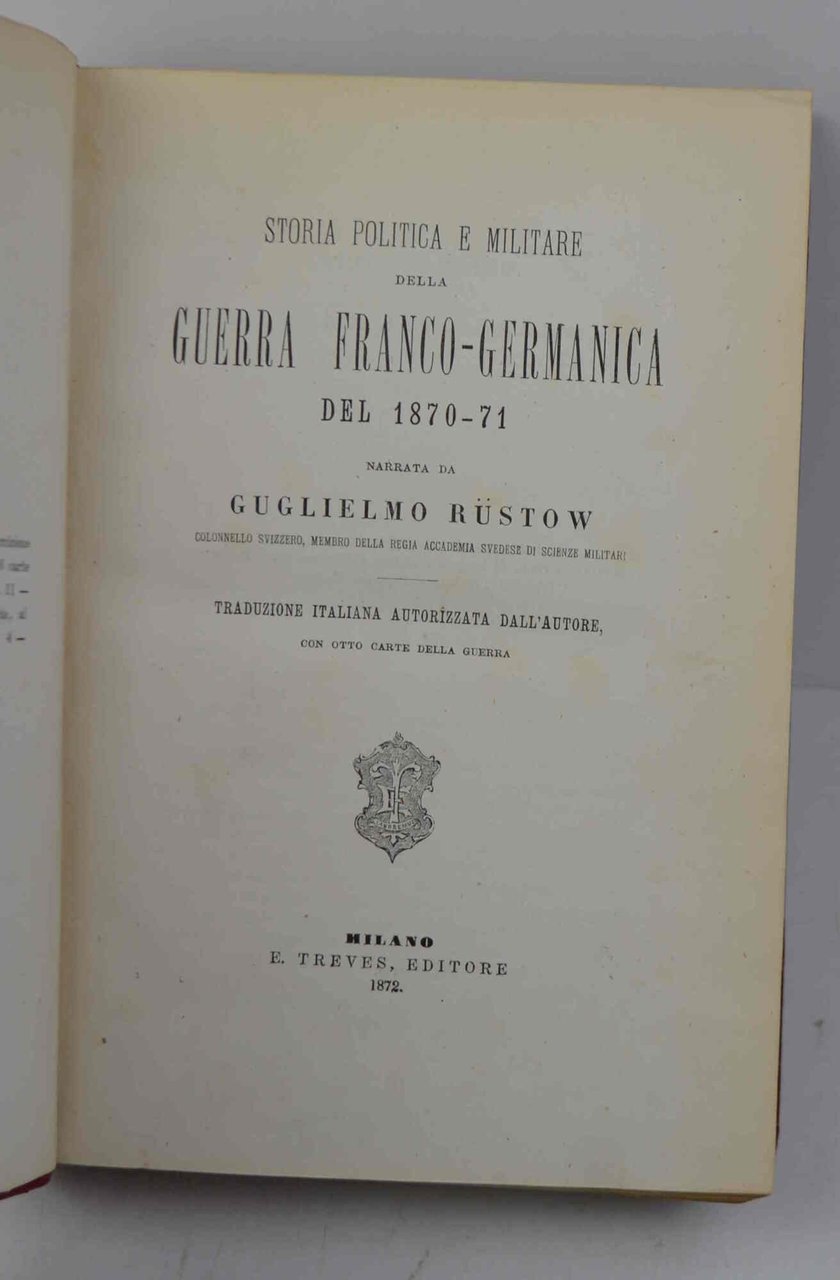 STORIA POLITICA E MILITARE
DELLA
GUERRA FRANCO-GERMANICA
DEL 1870-71
NARRATA DA
GUGLIELMO RÜSTOW
COLONNELLO SVIZZERO, MEMBRO DELLA REGIA ACCADEMIA SVEDESE DI SCIENZE MILITARI
TRADUZIONE ITALIANA AUTORIZZATA DALL'AUTORE,
CON OTTO CARTE DELLA GUERRA
MILANO
E. TREVES, EDITORE
1872.